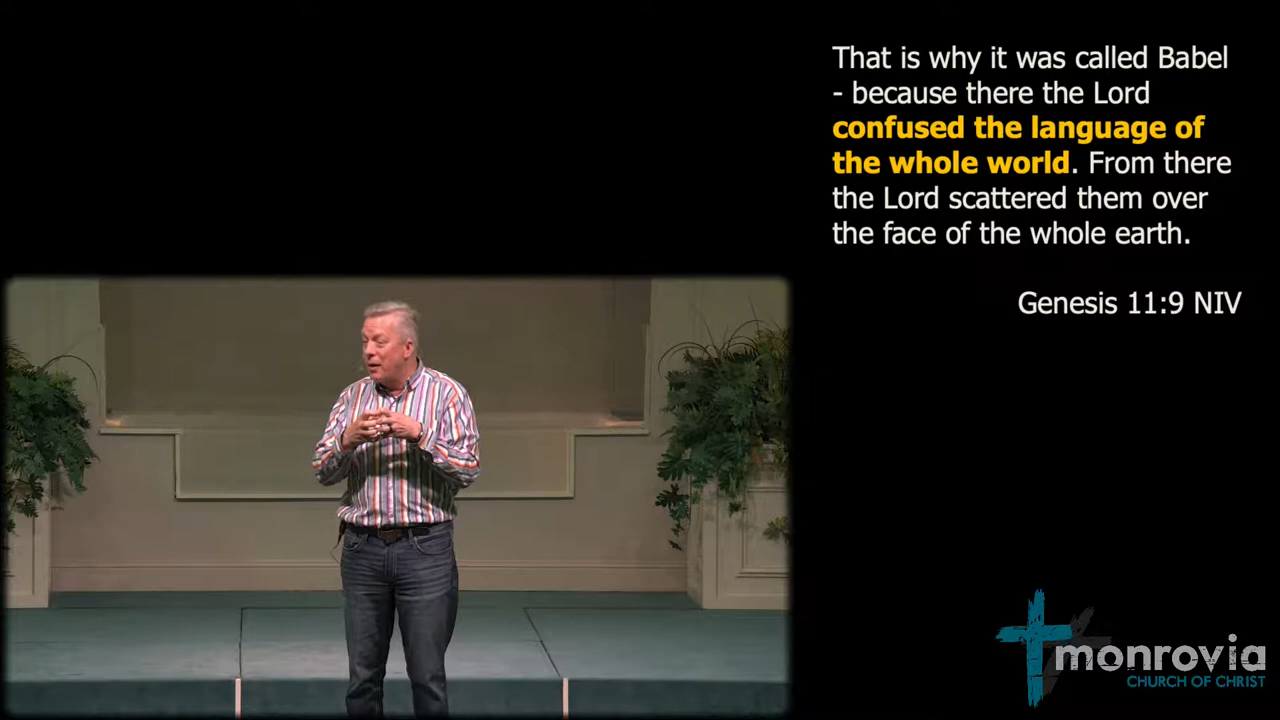 That is why it was called Babel
- because there the Lord
confused the language of
the whole world. From there
the Lord scattered them over
the face of the whole earth.
Genesis 11:9 NIV
monrovia
CHURCH OF CHRIST